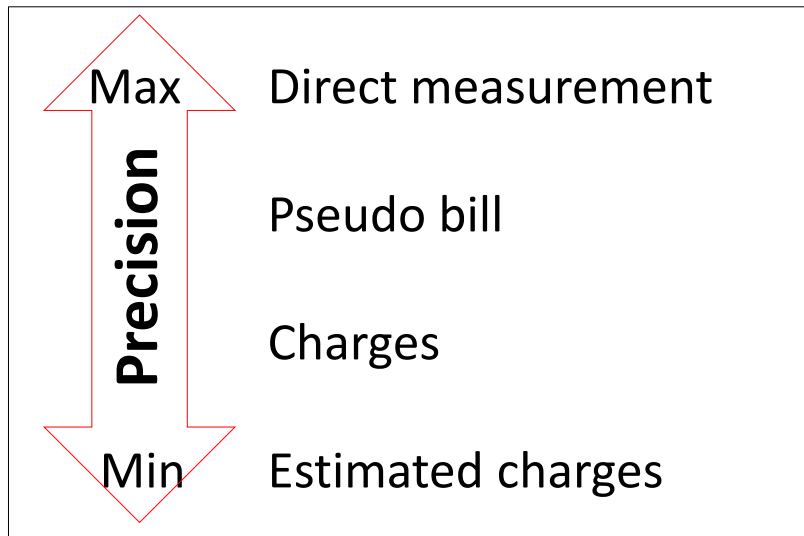 Max
Direct measurement
Precision
Pseudo bill
Charges
Min
Estimated charges